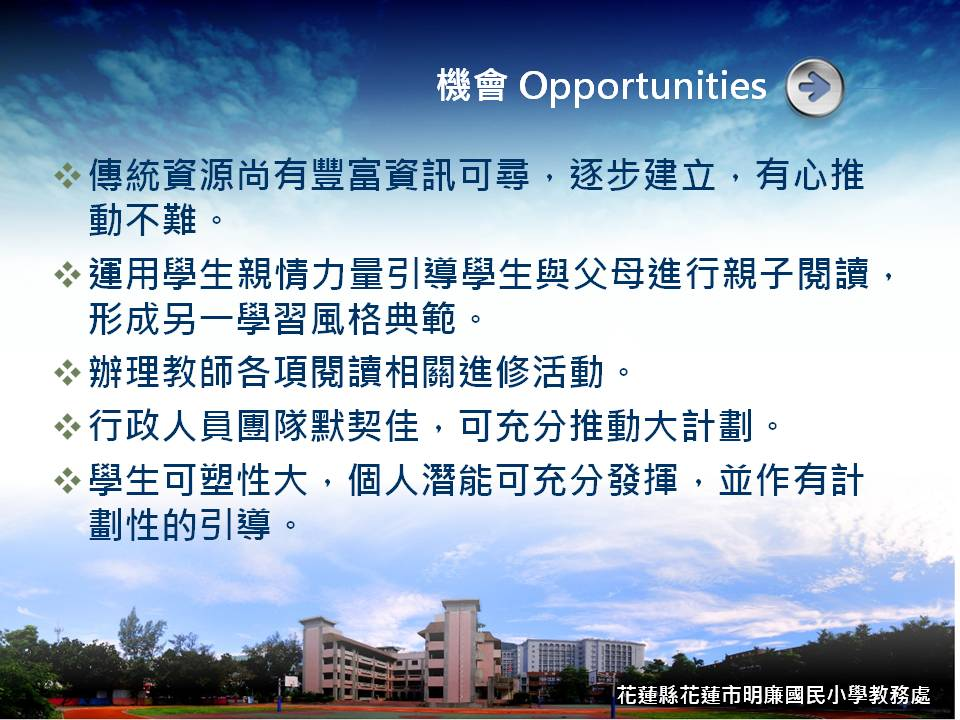 機會 Opportunities
傳統資源尚有豐富資訊可尋，逐步建立，有心推
動不難。
運用學生親情力量引導學生與父母進行親子閱讀，
形成另一學習風格典範。
辦理教師各項閱讀相關進修活動。
行政人員團隊默契佳，可充分推動大計劃。
學生可塑性大，個人潛能可充分發揮，並作有計
劃性的引導。
花蓮縣花蓮市明廉國民小學教務處